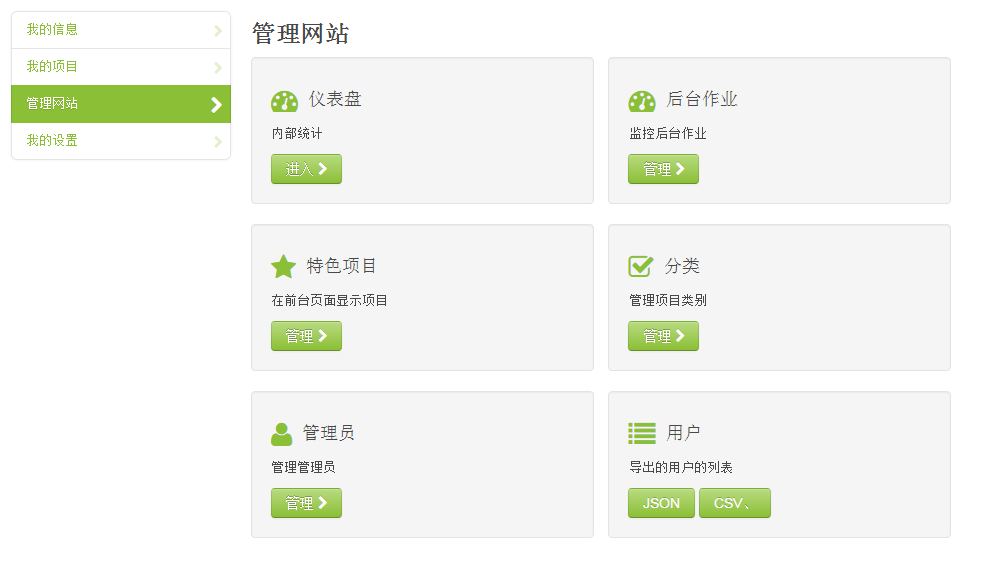 我的信息
我的项目
管理网站
我的设置
管理网站
仪表盘
内部统计
进入
后台作业
监控后台作业
管理
特色项目
在前台页面显示项目
管理
分类
管理项目类别
管理
管理员
管理管理员
管理
用户
导出的用户的列表
JSON CSV、